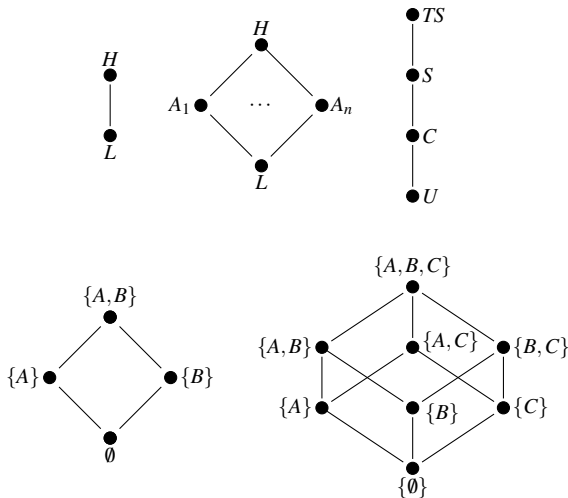 TS
H
H
S
A₁
⋯
Aₙ
C
L
L
U
{A, B, C}
{A, B}
{A, B}
{A, C}
{B, C}
{A}
{B}
{A}
{B}
{C}
∅
{∅}